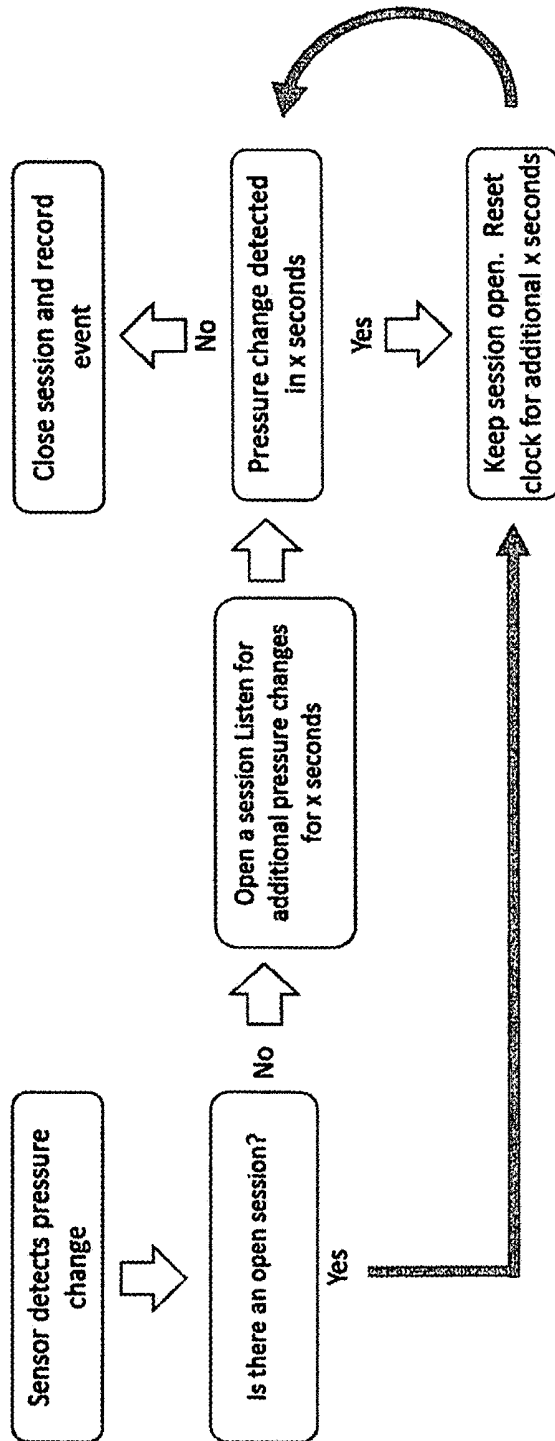 Sensor detects pressure
change
Is there an open session?
No
Yes
Open a session Listen for
additional pressure changes
for x seconds
Close session and record
event
No
Pressure change detected
in x seconds
Yes
Keep session open. Reset
clock for additional x seconds